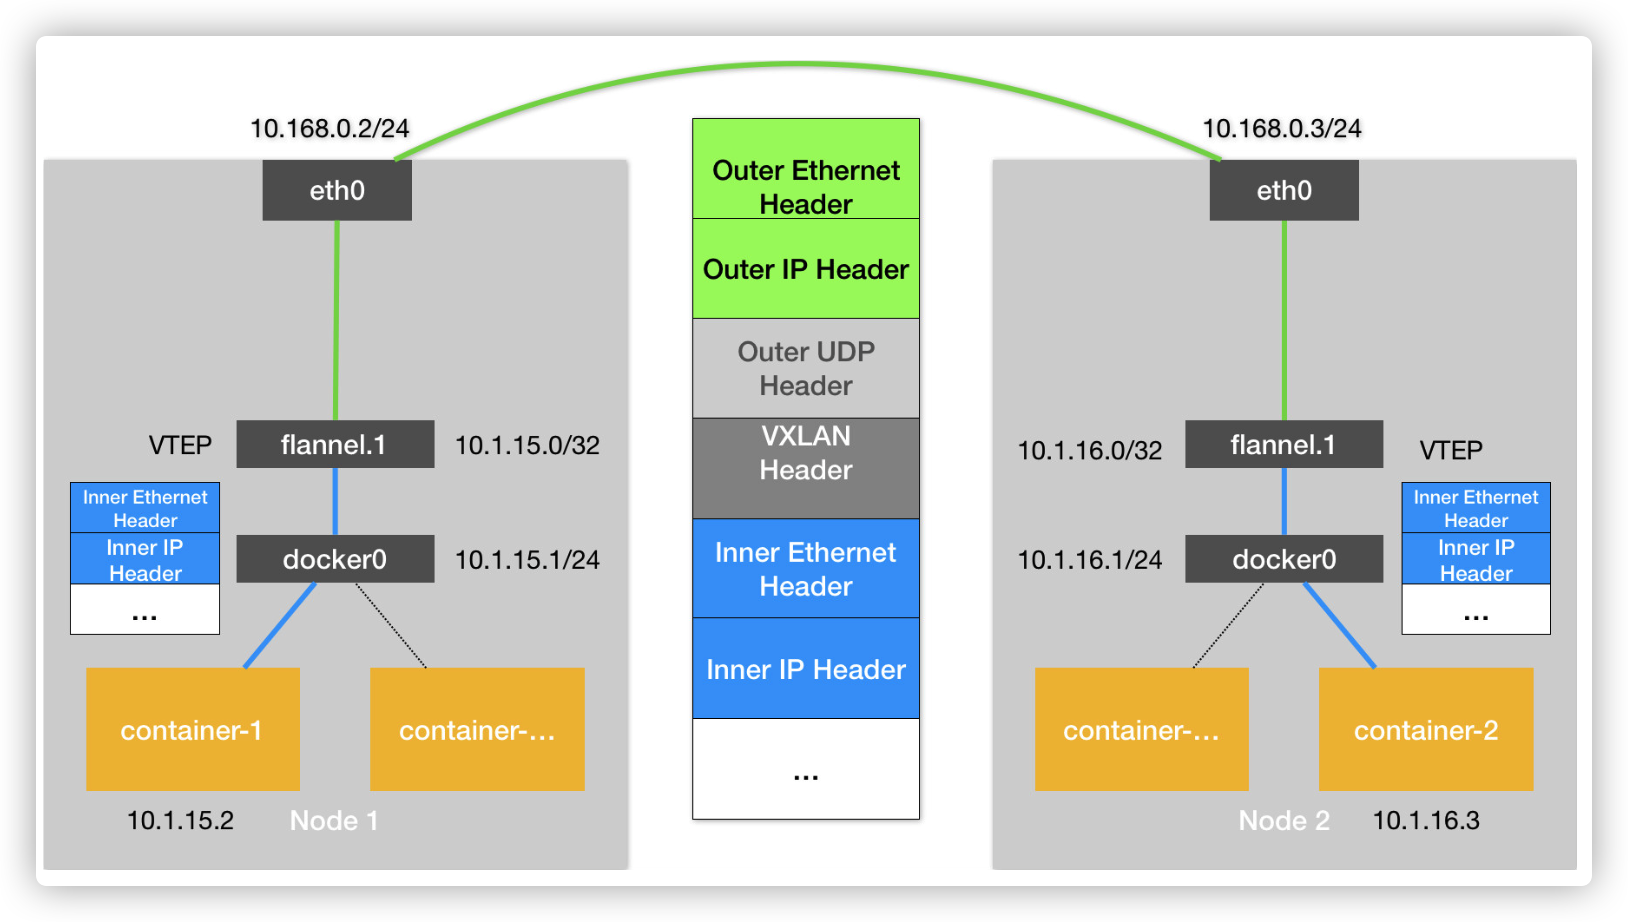 10.168.0.2/24
eth0
VTEP
flannel.1
10.1.15.0/32
Inner Ethernet
Header
Inner IP
Header
...
docker0
10.1.15.1/24
container-1
container-...
10.1.15.2
Node 1
Outer Ethernet
Header
Outer IP Header
Outer UDP
Header
VXLAN
Header
Inner Ethernet
Header
Inner IP Header
...
10.168.0.3/24
eth0
10.1.16.0/32
flannel.1
VTEP
10.1.16.1/24
docker0
Inner Ethernet
Header
Inner IP
Header
...
container-...
container-2
Node 2
10.1.16.3